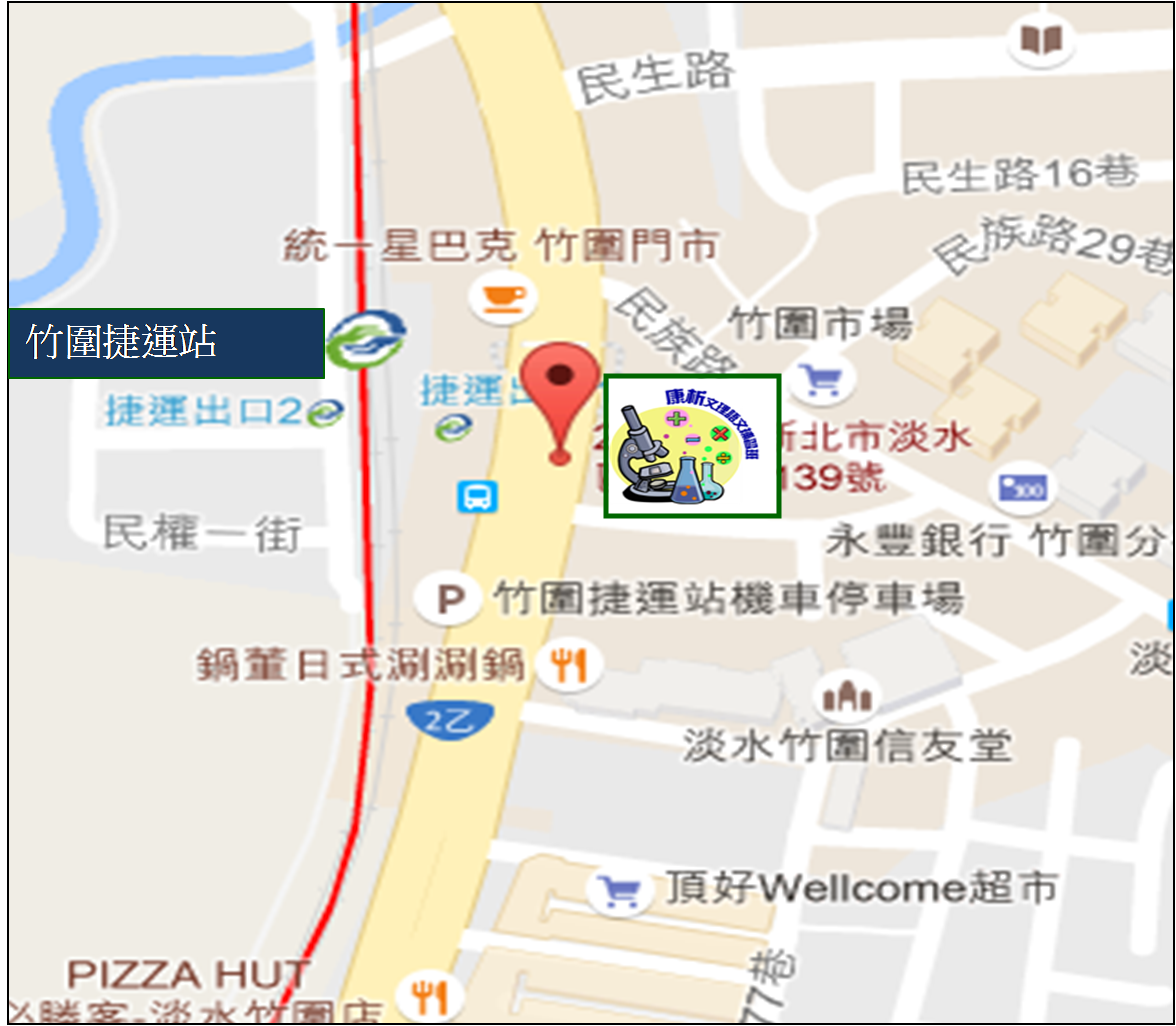 民生路
民生路16巷
民族路29巷
統一星巴克 竹圍門市
民族路
竹圍市場
竹圍捷運站
捷運出口2
捷運出
康新文理語文補習班
新北市淡水
139號
300
民權一街
永豐銀行 竹圍分
P
竹圍捷運站機車停車場
鍋董日式涮涮鍋
淡
2乙
淡水竹圍信友堂
頂好Wellcome超市
77巷
PIZZA HUT
必勝客-淡水竹圍店